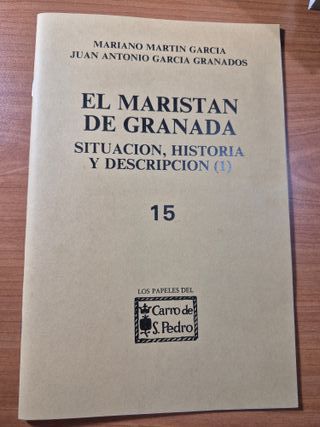 MARIANO MARTIN GARCIA
JUAN ANTONIO GARCIA GRANADOS
EL MARISTAN
DE GRANADA
SITUACION, HISTORIA
Y DESCRIPCION (1)
15
LOS PAPELES DEL
Carro de
S. Pedro